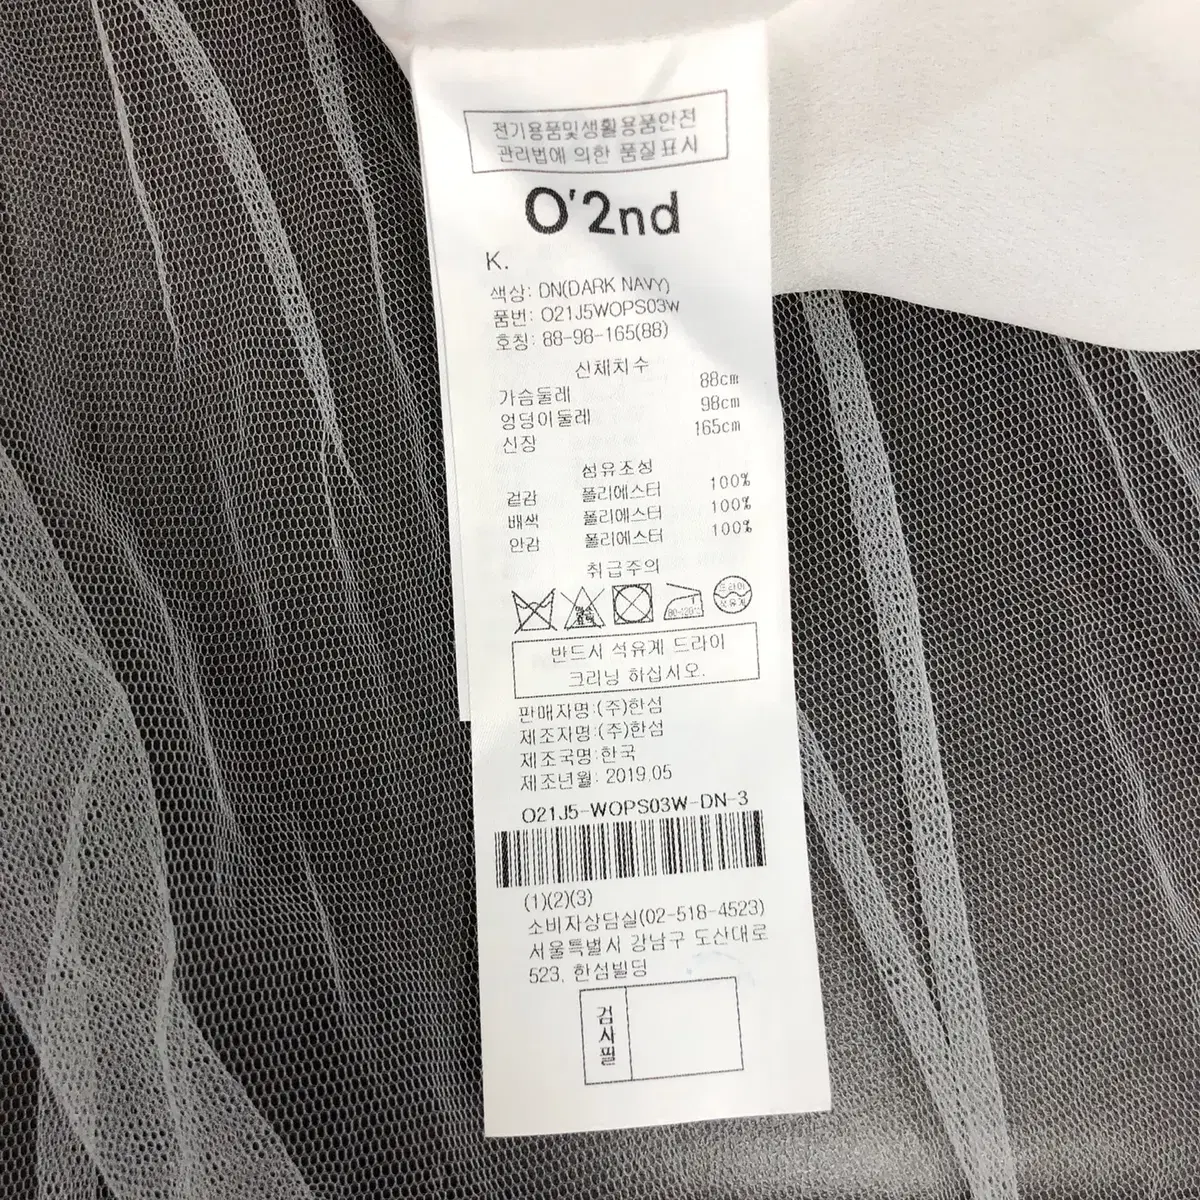 전기용품및생활용품안전
관리법에 의한 품질표시
O'2nd
K.
색상: DN(DARK NAVY)
품번: O21J5WOPS03W
호칭: 88-98-165(88)
신체치수
가슴둘레 88cm
엉덩이둘레 98cm
신장 165cm
섬유조성
겉감 폴리에스터 100%
배색 폴리에스터 100%
안감 폴리에스터 100%
취급주의
80-120℃
드라이
석유계
반드시 석유계 드라이
크리닝 하십시오.
판매자명:(주)한섬
제조자명:(주)한섬
제조국명:한국
제조년월: 2019.05
O21J5-WOPS03W-DN-3
(1)(2)(3)
소비자상담실(02-518-4523)
서울특별시 강남구 도산대로
523, 한섬빌딩
검사필